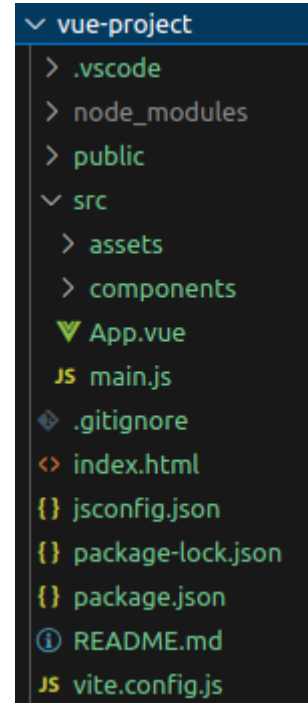 vue-project
.vscode
node_modules
public
src
assets
components
App.vue
JS main.js
.gitignore
index.html
{} jsconfig.json
{} package-lock.json
{} package.json
README.md
JS vite.config.js